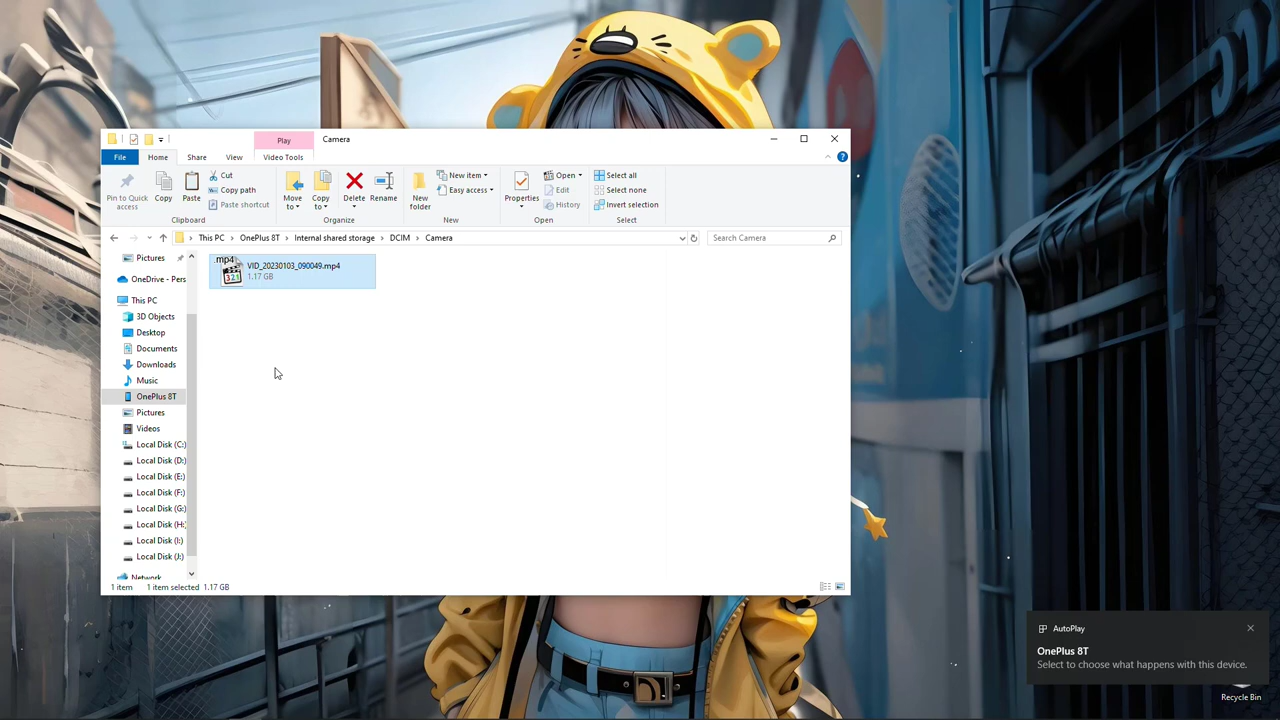 Play
Camera
File
Home
Share
View
Video Tools
Pin to Quick access
Copy
Paste
Cut
Copy path
Paste shortcut
Clipboard
Move to
Copy to
Delete
Rename
Organize
New folder
New item
Easy access
New
Properties
Open
Edit
History
Open
Select all
Select none
Invert selection
Select
This PC
OnePlus 8T
Internal shared storage
DCIM
Camera
Search Camera
Pictures
OneDrive - Pers
This PC
3D Objects
Desktop
Documents
Downloads
Music
OnePlus 8T
Pictures
Videos
Local Disk (C:)
Local Disk (D:)
Local Disk (E:)
Local Disk (F:)
Local Disk (G:)
Local Disk (H:)
Local Disk (I:)
Local Disk (J:)
Network
.mp4
321
VID_20230103_090049.mp4
1.17 GB
1 item
1 item selected
1.17 GB
AutoPlay
OnePlus 8T
Select to choose what happens with this device.
Recycle Bin